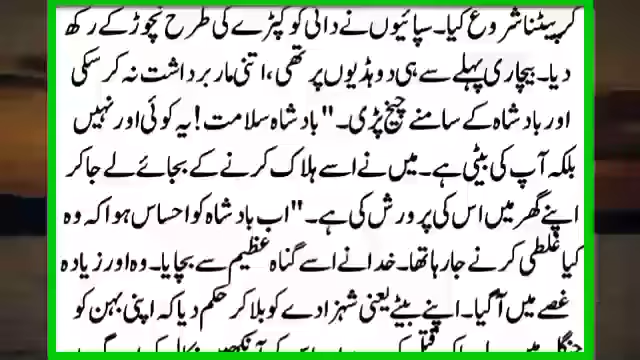 کر پیٹنا شروع کیا۔ سپاہیوں نے دائی کو کپڑے کی طرح نچوڑ کے رکھ
دیا۔ بیچاری پہلے سے ہی دو ہڈیوں پر تھی، اتنی مار برداشت نہ کر سکی
اور بادشاہ کے سامنے چیخ پڑی۔ "بادشاہ سلامت! یہ کوئی اور نہیں
بلکہ آپ کی بیٹی ہے۔ میں نے اسے ہلاک کرنے کے بجائے لے جا کر
اپنے گھر میں اس کی پرورش کی ہے۔ "اب بادشاہ کو احساس ہوا کہ وہ
کیا غلطی کرنے جا رہا تھا۔ خدا نے اسے گناہ عظیم سے بچایا۔ وہ اور زیادہ
غصے میں آ گیا۔ اپنے بیٹے یعنی شہزادے کو بلا کر حکم دیا کہ اپنی بہن کو